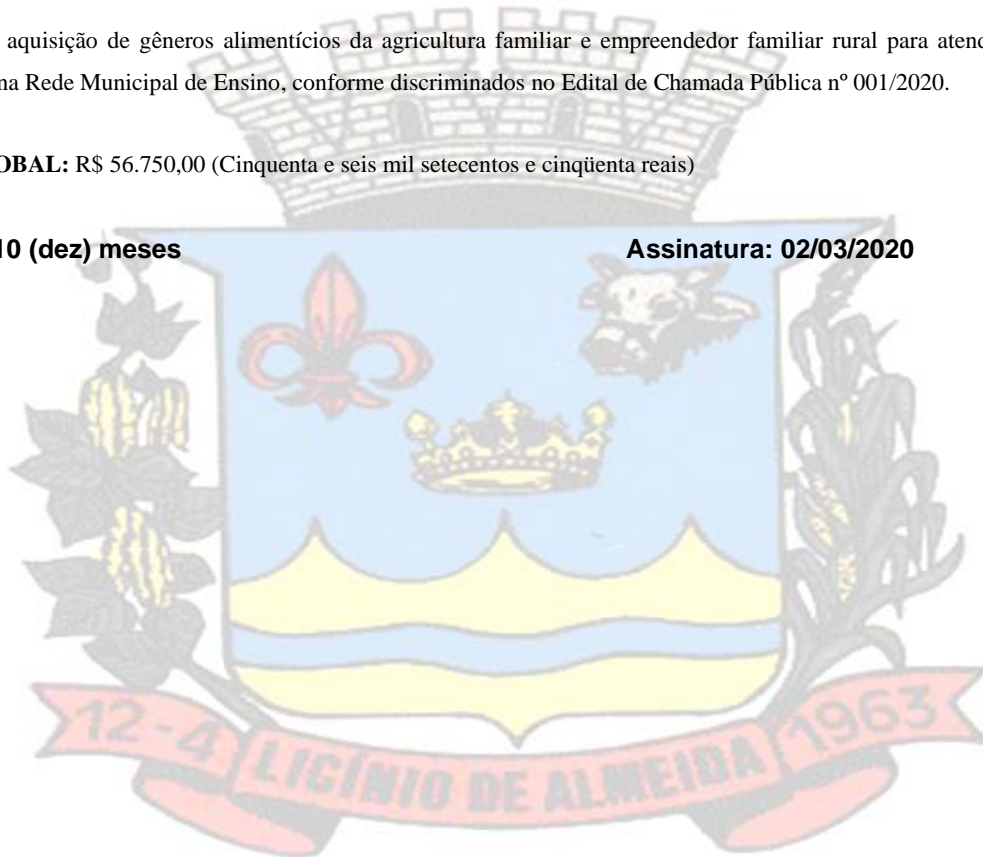 aquisição de gêneros alimentícios da agricultura familiar e empreendedor familiar rural para atend
na Rede Municipal de Ensino, conforme discriminados no Edital de Chamada Pública nº 001/2020.
OBAL: R$ 56.750,00 (Cinquenta e seis mil setecentos e cinqüenta reais)
10 (dez) meses Assinatura: 02/03/2020
12-4 LICÍNIO DE ALMEIDA 1963